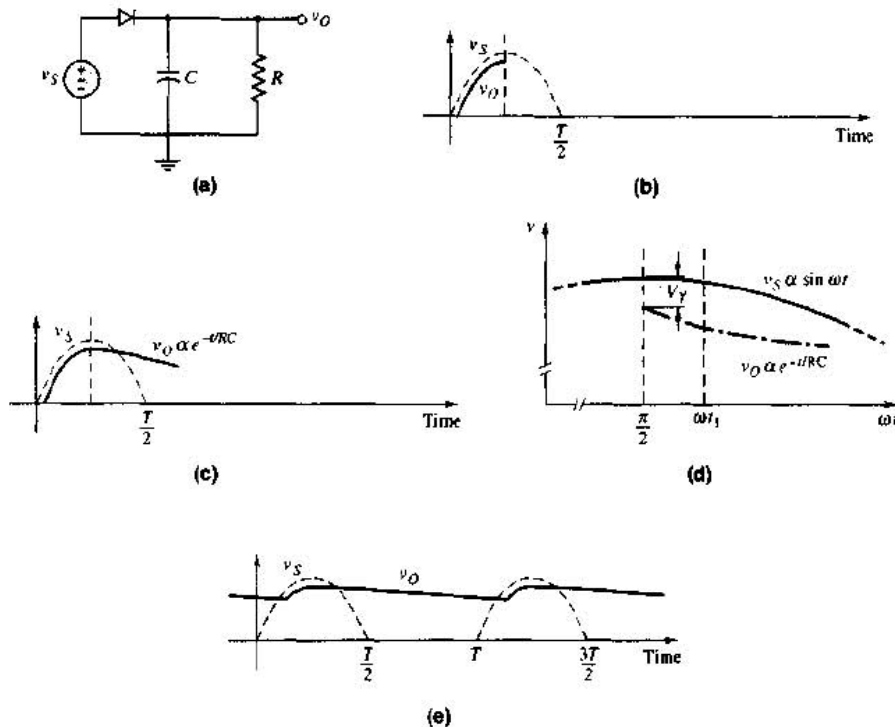 v_O
v_S
C
R
(a)
v_S
v_O
T/2
Time
(b)
v_S
v_O α e^{-t/RC}
T/2
Time
(c)
v
V_γ
v_S α sin ωt
v_O α e^{-t/RC}
π/2
ωt_1
(d)
v_S
v_O
T/2
T
3T/2
Time
(e)